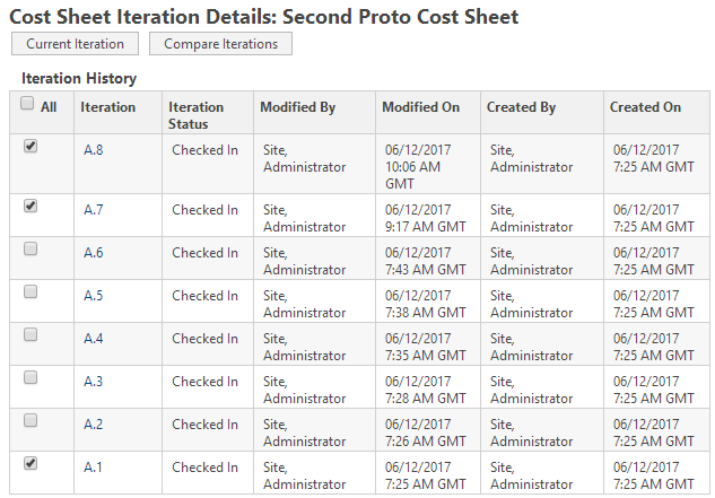 Cost Sheet Iteration Details: Second Proto Cost Sheet
Current Iteration Compare Iterations
Iteration History
All Iteration Iteration Status Modified By Modified On Created By Created On
A.8 Checked In Site, Administrator 06/12/2017 10:06 AM GMT Site, Administrator 06/12/2017 7:25 AM GMT
A.7 Checked In Site, Administrator 06/12/2017 9:17 AM GMT Site, Administrator 06/12/2017 7:25 AM GMT
A.6 Checked In Site, Administrator 06/12/2017 7:43 AM GMT Site, Administrator 06/12/2017 7:25 AM GMT
A.5 Checked In Site, Administrator 06/12/2017 7:38 AM GMT Site, Administrator 06/12/2017 7:25 AM GMT
A.4 Checked In Site, Administrator 06/12/2017 7:35 AM GMT Site, Administrator 06/12/2017 7:25 AM GMT
A.3 Checked In Site, Administrator 06/12/2017 7:28 AM GMT Site, Administrator 06/12/2017 7:25 AM GMT
A.2 Checked In Site, Administrator 06/12/2017 7:26 AM GMT Site, Administrator 06/12/2017 7:25 AM GMT
A.1 Checked In Site, Administrator 06/12/2017 7:25 AM GMT Site, Administrator 06/12/2017 7:25 AM GMT